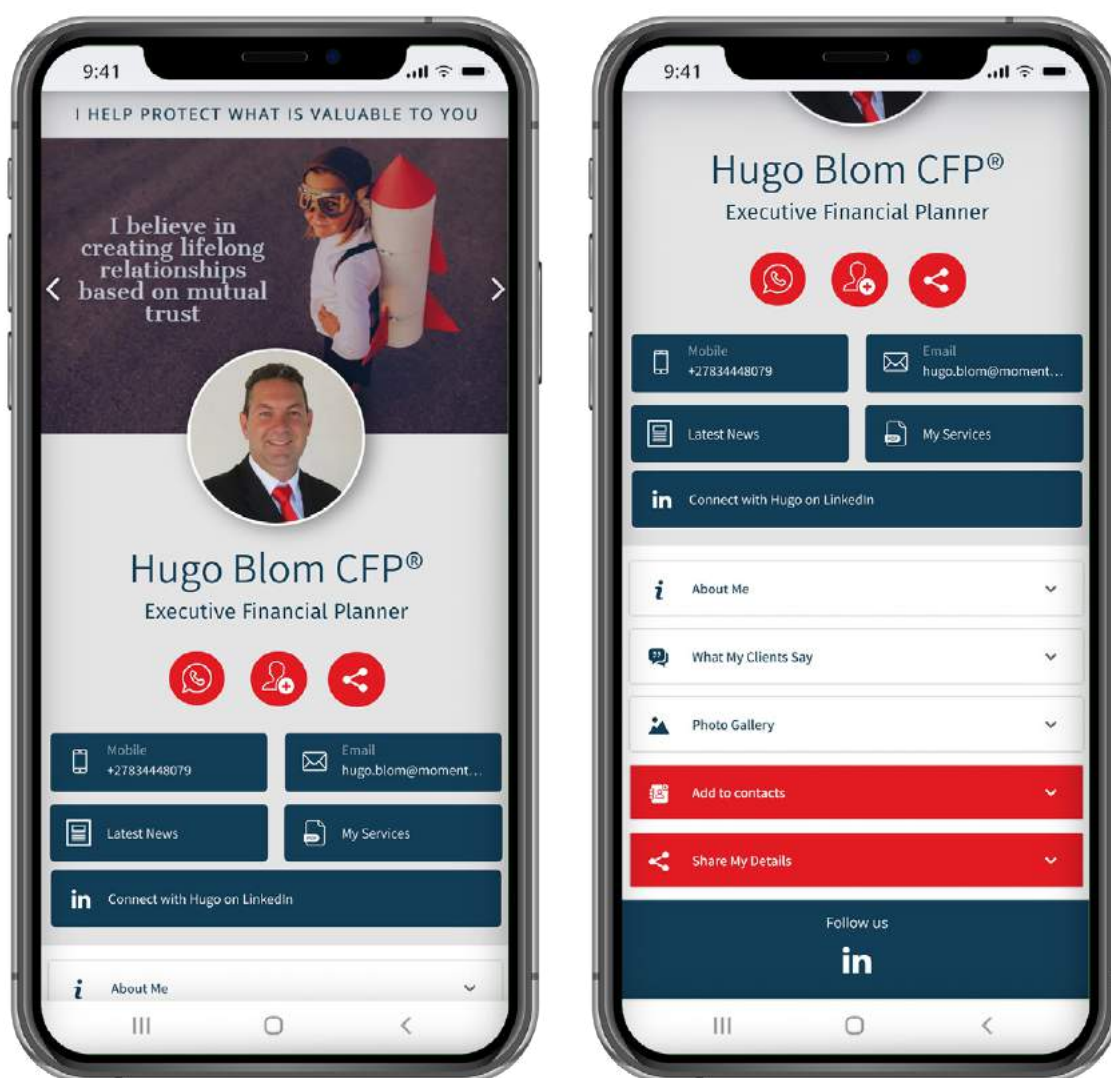 9:41
I HELP PROTECT WHAT IS VALUABLE TO YOU
I believe in
creating lifelong
relationships
based on mutual
trust
Hugo Blom CFP®
Executive Financial Planner
Mobile
+27834448079
Email
hugo.blom@moment...
Latest News
My Services
in Connect with Hugo on LinkedIn
i About Me
9:41
Hugo Blom CFP®
Executive Financial Planner
Mobile
+27834448079
Email
hugo.blom@moment...
Latest News
PDF My Services
in Connect with Hugo on LinkedIn
i About Me
What My Clients Say
Photo Gallery
Add to contacts
Share My Details
Follow us
in